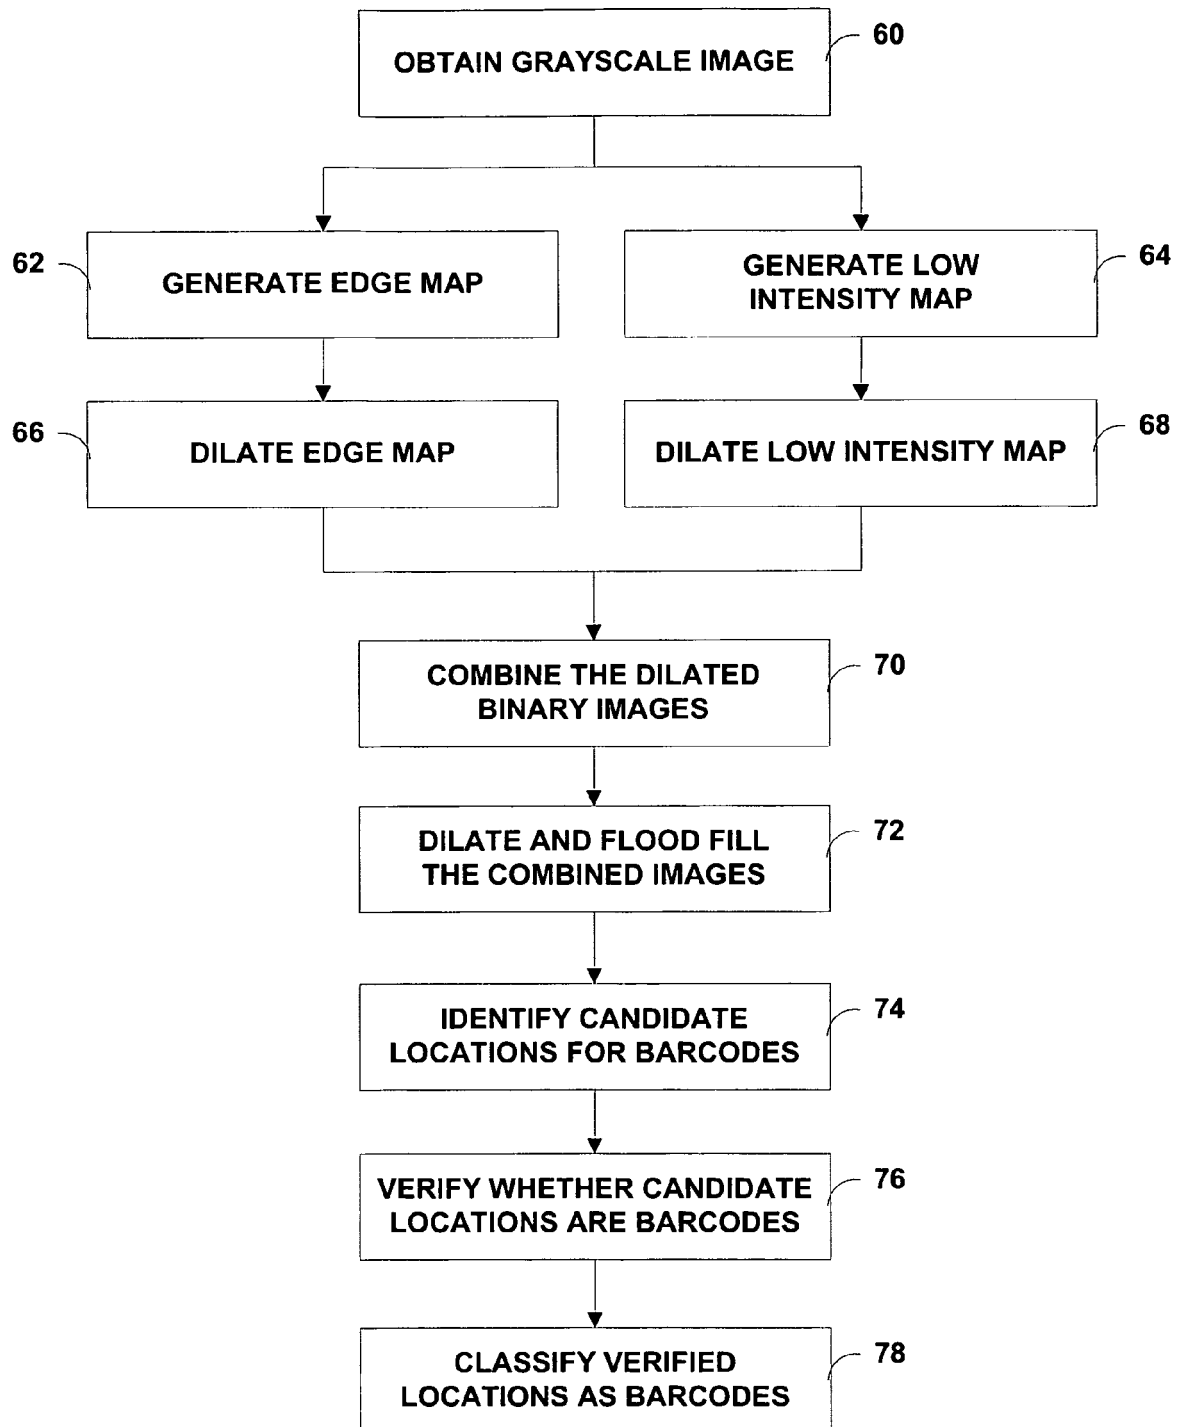 OBTAIN GRAYSCALE IMAGE
60
62
GENERATE EDGE MAP
GENERATE LOW
INTENSITY MAP
64
66
DILATE EDGE MAP
DILATE LOW INTENSITY MAP
68
COMBINE THE DILATED
BINARY IMAGES
70
DILATE AND FLOOD FILL
THE COMBINED IMAGES
72
IDENTIFY CANDIDATE
LOCATIONS FOR BARCODES
74
VERIFY WHETHER CANDIDATE
LOCATIONS ARE BARCODES
76
CLASSIFY VERIFIED
LOCATIONS AS BARCODES
78